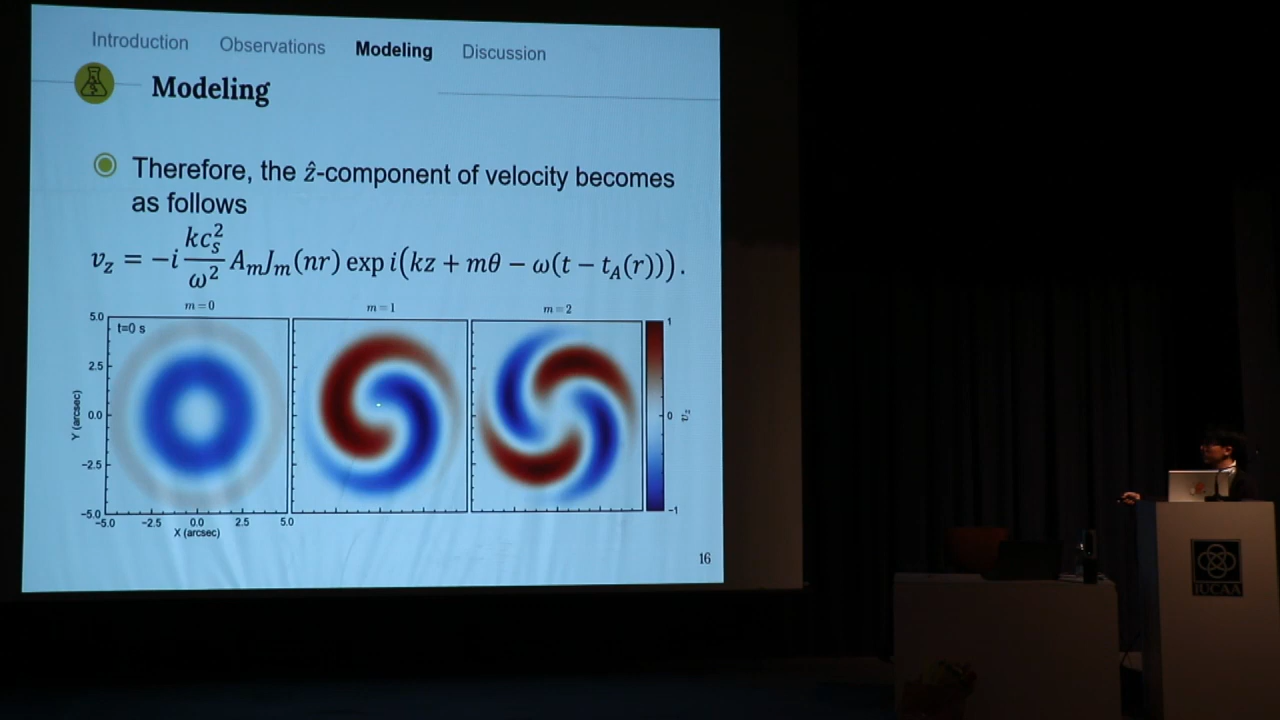 Introduction Observations Modeling Discussion
Modeling
Therefore, the ẑ-component of velocity becomes
as follows
v_z = −i (kc_s^2 / ω^2) A_m J_m(nr) exp i(kz + mθ − ω(t − t_A(r))).
m=0 m=1 m=2
t=0 s
5.0
2.5
0.0
−2.5
−5.0
Y (arcsec)
−5.0 −2.5 0.0 2.5 5.0
X (arcsec)
1
0
−1
v_z
16
IUCAA